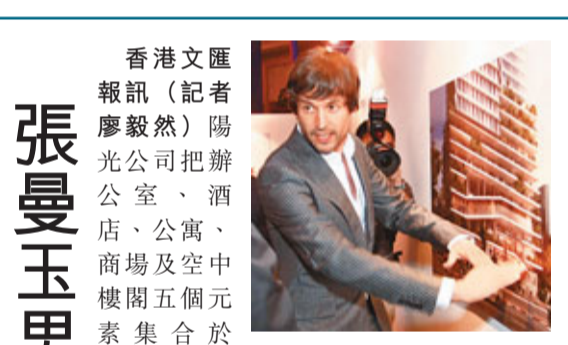 張曼玉男
香港文匯
報訊（記者
廖毅然）陽
光公司把辦
公室、酒
店、公寓、
商場及空中
樓閣五個元
素集合於